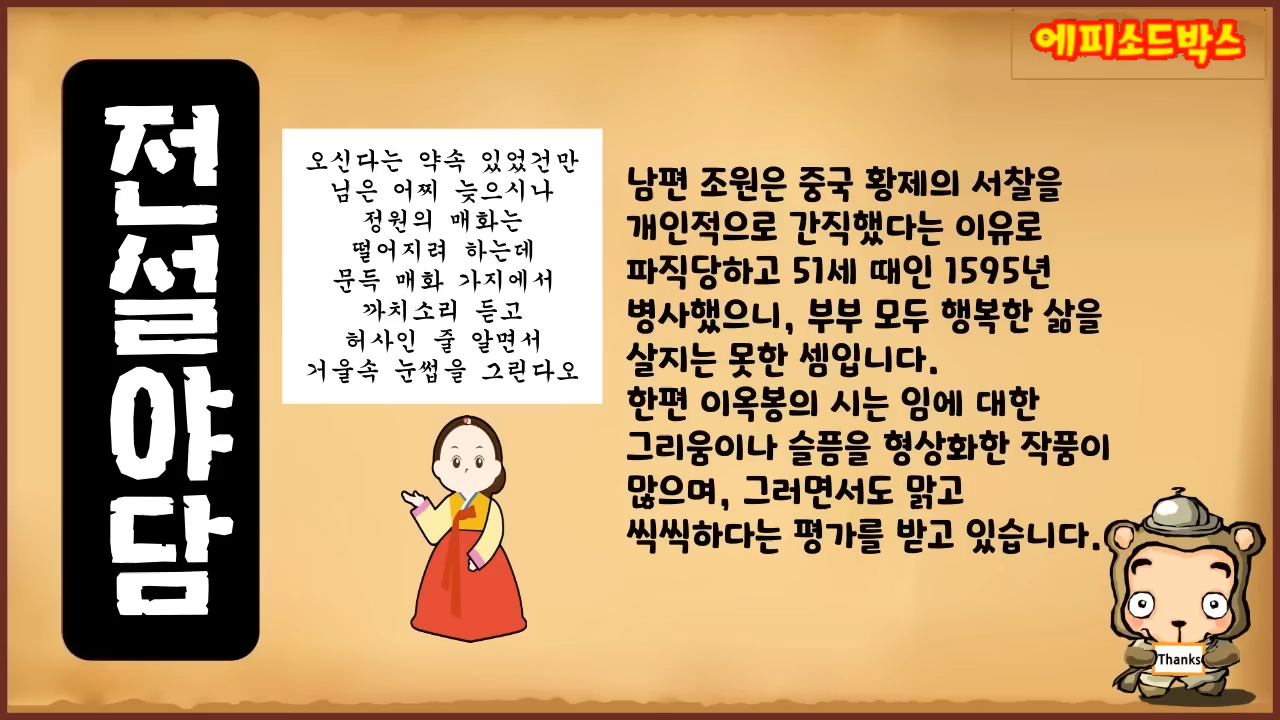 에피소드박스
전설야담
오신다는 약속 있었건만
님은 어찌 늦으시나
정원의 매화는
떨어지려 하는데
문득 매화 가지에서
까치소리 듣고
허사인 줄 알면서
거울속 눈썹을 그린다오
남편 조원은 중국 황제의 서찰을
개인적으로 간직했다는 이유로
파직당하고 51세 때인 1595년
병사했으니, 부부 모두 행복한 삶을
살지는 못한 셈입니다.
한편 이옥봉의 시는 임에 대한
그리움이나 슬픔을 형상화한 작품이
많으며, 그러면서도 맑고
씩씩하다는 평가를 받고 있습니다.
Thanks